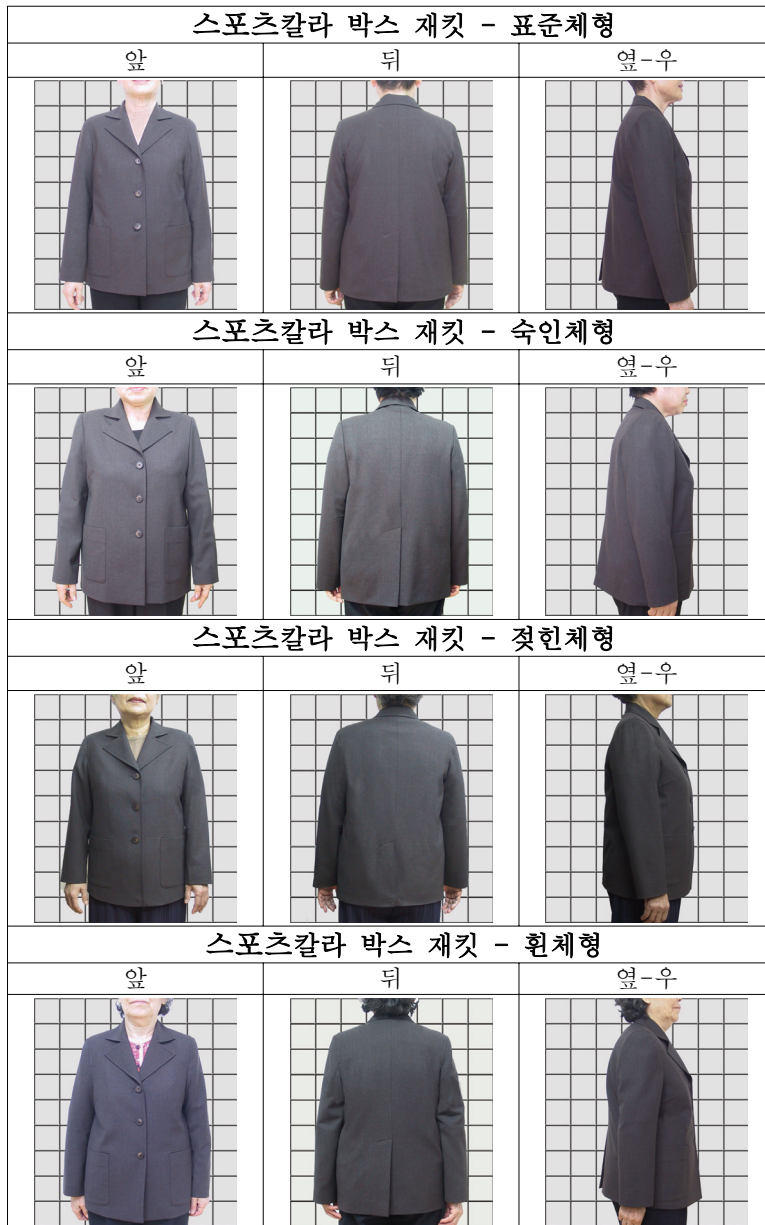 스포츠칼라 박스 재킷 - 표준체형
앞 뒤 옆-우
스포츠칼라 박스 재킷 - 숙인체형
앞 뒤 옆-우
스포츠칼라 박스 재킷 - 젖힌체형
앞 뒤 옆-우
스포츠칼라 박스 재킷 - 휜체형
앞 뒤 옆-우